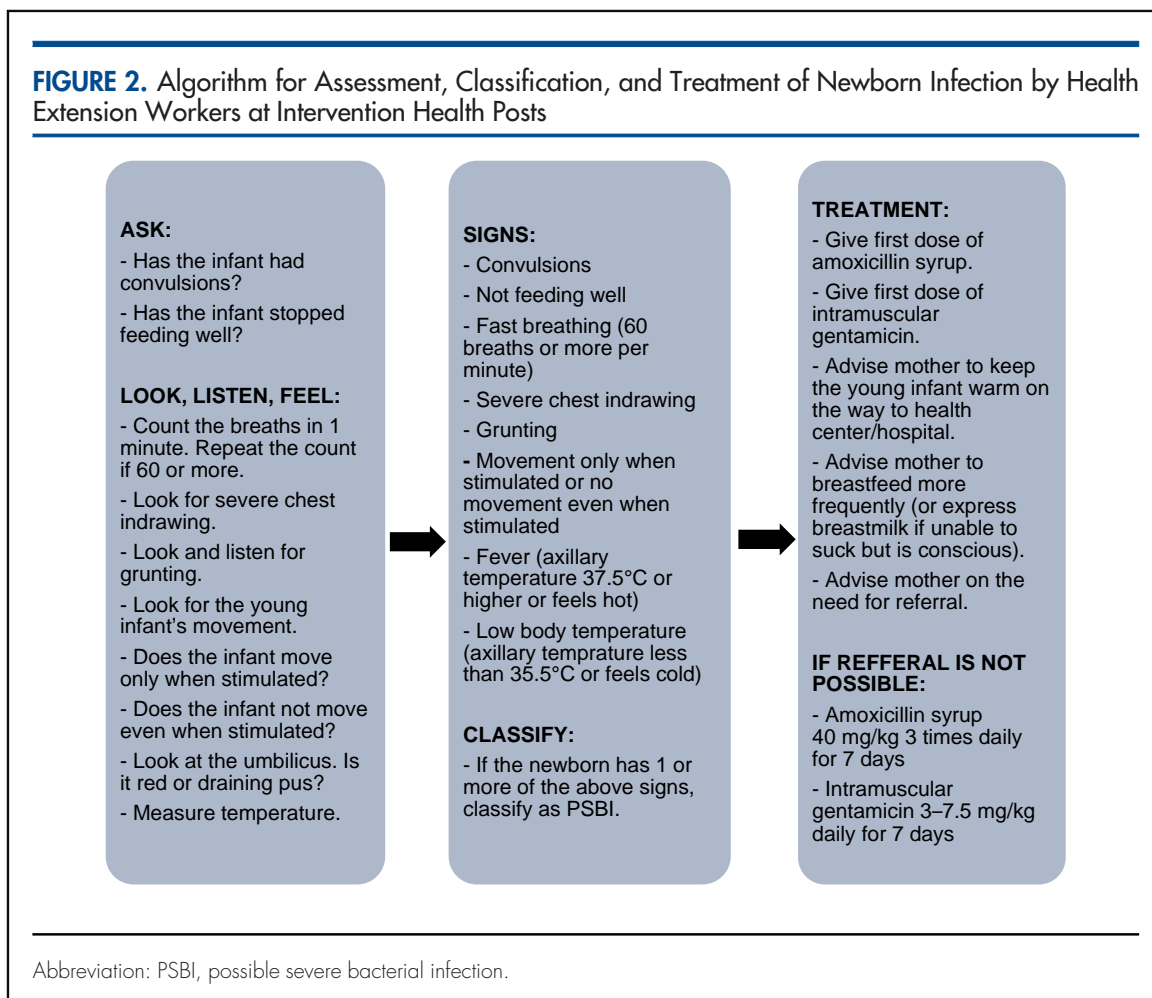 FIGURE 2. Algorithm for Assessment, Classification, and Treatment of Newborn Infection by Health
Extension Workers at Intervention Health Posts
ASK:
- Has the infant had
convulsions?
- Has the infant stopped
feeding well?
LOOK, LISTEN, FEEL:
- Count the breaths in 1
minute. Repeat the count
if 60 or more.
- Look for severe chest
indrawing.
- Look and listen for
grunting.
- Look for the young
infant’s movement.
- Does the infant move
only when stimulated?
- Does the infant not move
even when stimulated?
- Look at the umbilicus. Is
it red or draining pus?
- Measure temperature.
SIGNS:
- Convulsions
- Not feeding well
- Fast breathing (60
breaths or more per
minute)
- Severe chest indrawing
- Grunting
- Movement only when
stimulated or no
movement even when
stimulated
- Fever (axillary
temperature 37.5°C or
higher or feels hot)
- Low body temperature
(axillary temprature less
than 35.5°C or feels cold)
CLASSIFY:
- If the newborn has 1 or
more of the above signs,
classify as PSBI.
TREATMENT:
- Give first dose of
amoxicillin syrup.
- Give first dose of
intramuscular
gentamicin.
- Advise mother to keep
the young infant warm on
the way to health
center/hospital.
- Advise mother to
breastfeed more
frequently (or express
breastmilk if unable to
suck but is conscious).
- Advise mother on the
need for referral.
IF REFFERAL IS NOT
POSSIBLE:
- Amoxicillin syrup
40 mg/kg 3 times daily
for 7 days
- Intramuscular
gentamicin 3–7.5 mg/kg
daily for 7 days
Abbreviation: PSBI, possible severe bacterial infection.